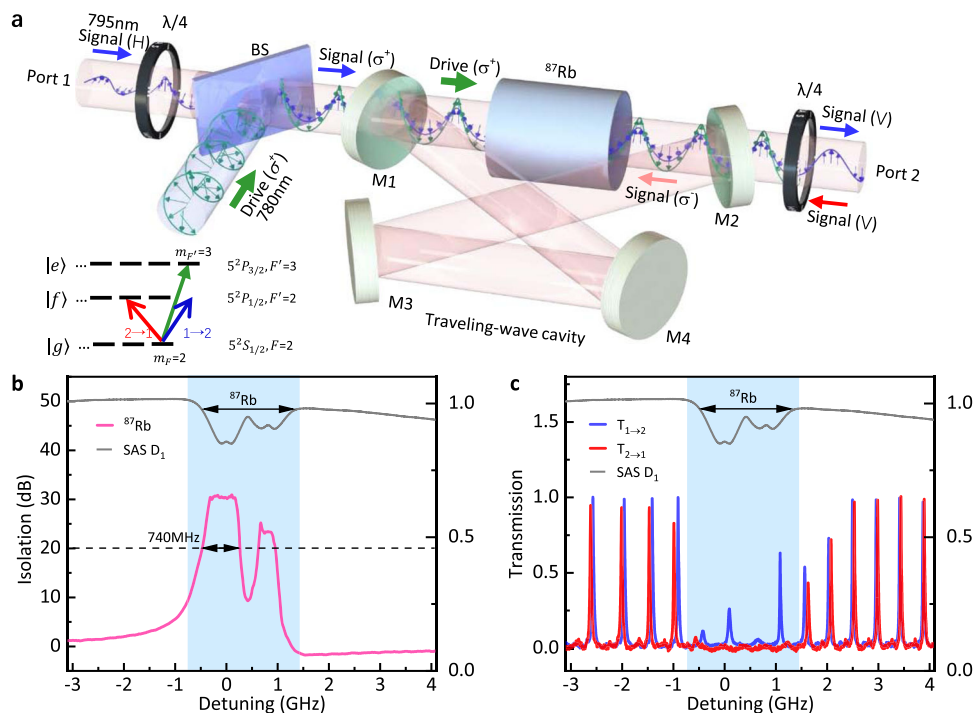 a
795nm
Signal (H)
λ/4
BS
Signal (σ⁺)
Drive (σ⁺)
⁸⁷Rb
λ/4
Signal (V)
Port 1
Port 2
Drive (σ⁺)
780nm
M1
Signal (σ⁻)
M2
Signal (V)
M3
M4
Traveling-wave cavity
m_F'=3
|e⟩ ...
5²P₃/₂, F'=3
|f⟩ ...
5²P₁/₂, F'=2
2→1
1→2
|g⟩ ...
5²S₁/₂, F=2
m_F=2
b
⁸⁷Rb
⁸⁷Rb
SAS D₁
740MHz
Isolation (dB)
50
40
30
20
10
0
1.0
0.5
0.0
-3 -2 -1 0 1 2 3 4
Detuning (GHz)
c
⁸⁷Rb
T₁→₂
T₂→₁
SAS D₁
Transmission
1.5
1.0
0.5
0.0
1.0
0.5
0.0
-3 -2 -1 0 1 2 3 4
Detuning (GHz)